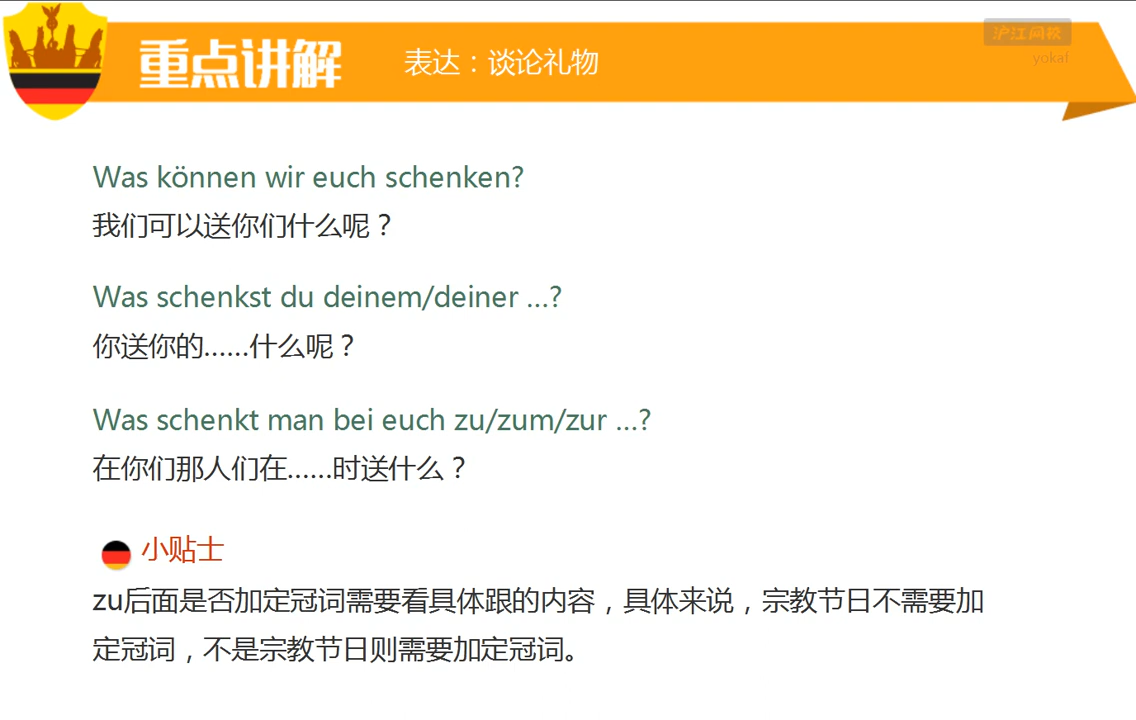 重点讲解
表达：谈论礼物
沪江网校
yokaf
Was können wir euch schenken?
我们可以送你们什么呢？
Was schenkst du deinem/deiner ...?
你送你的......什么呢？
Was schenkt man bei euch zu/zum/zur ...?
在你们那人们在......时送什么？
小贴士
zu后面是否加定冠词需要看具体跟的内容，具体来说，宗教节日不需要加
定冠词，不是宗教节日则需要加定冠词。